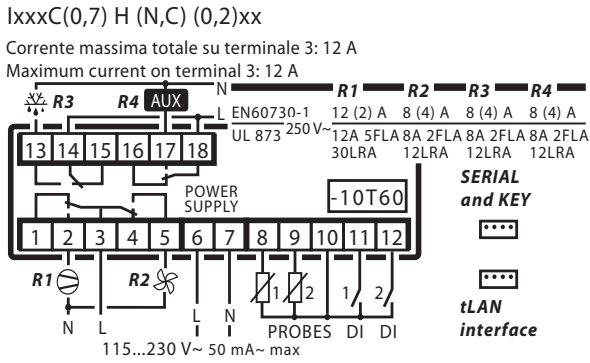 IxxxC(0,7) H (N,C) (0,2)xx
Corrente massima totale su terminale 3: 12 A
Maximum current on terminal 3: 12 A
N R1 R2 R3 R4
R3 R4 AUX
L EN60730-1 250 V~ 12 (2) A 8 (4) A 8 (4) A 8 (4) A
UL 873 12A 5FLA 8A 2FLA 8A 2FLA 8A 2FLA
30LRA 12LRA 12LRA 12LRA
13 14 15 16 17 18
SERIAL
and KEY
POWER
SUPPLY
-10T60
1 2 3 4 5 6 7 8 9 10 11 12
R1 R2 1 2 1 2
N L L N PROBES DI DI
tLAN
interface
115...230 V~ 50 mA~ max